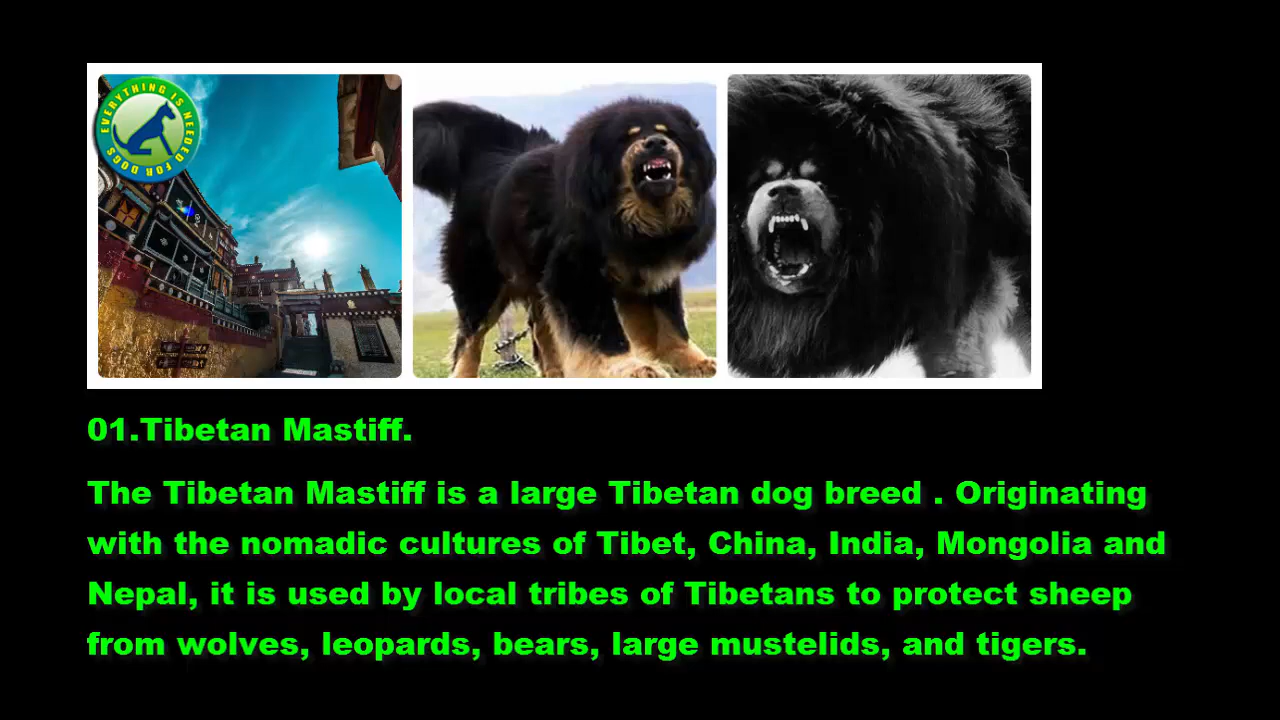 EVERYTHING IS NEEDED FOR DOGS
01.Tibetan Mastiff.
The Tibetan Mastiff is a large Tibetan dog breed . Originating
with the nomadic cultures of Tibet, China, India, Mongolia and
Nepal, it is used by local tribes of Tibetans to protect sheep
from wolves, leopards, bears, large mustelids, and tigers.